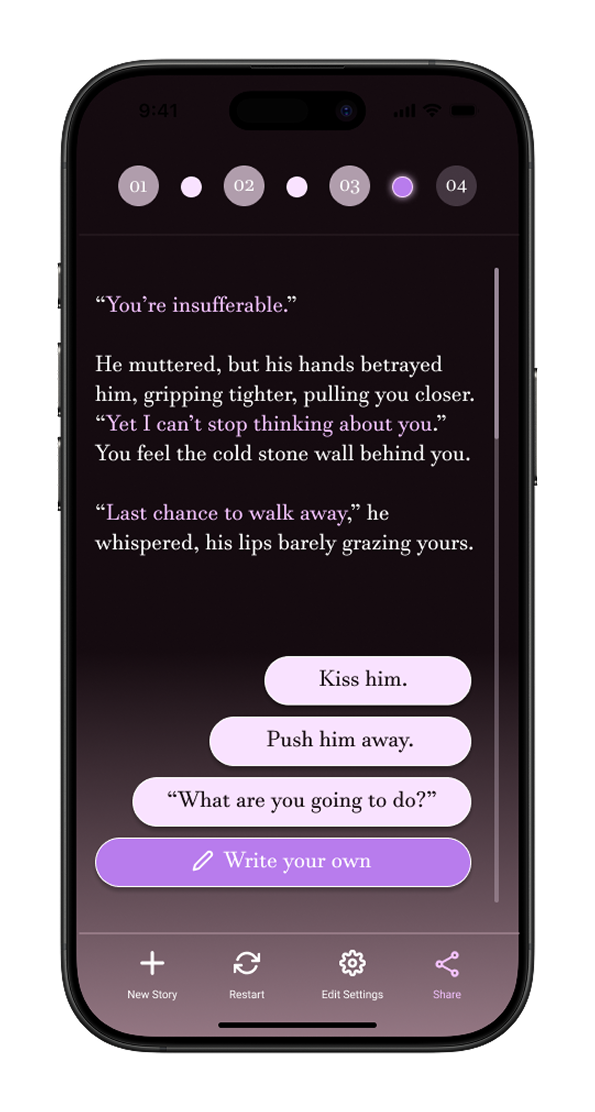 9:41
01 02 03 04
“You’re insufferable.”
He muttered, but his hands betrayed
him, gripping tighter, pulling you closer.
“Yet I can’t stop thinking about you.”
You feel the cold stone wall behind you.
“Last chance to walk away,” he
whispered, his lips barely grazing yours.
Kiss him.
Push him away.
“What are you going to do?”
Write your own
New Story Restart Edit Settings Share